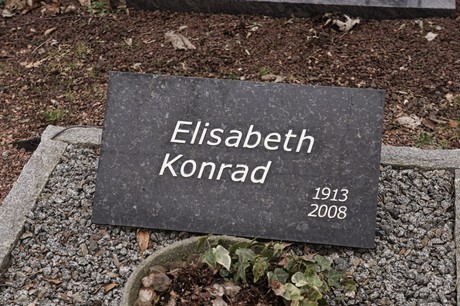 Elisabeth
Konrad
1913
2008